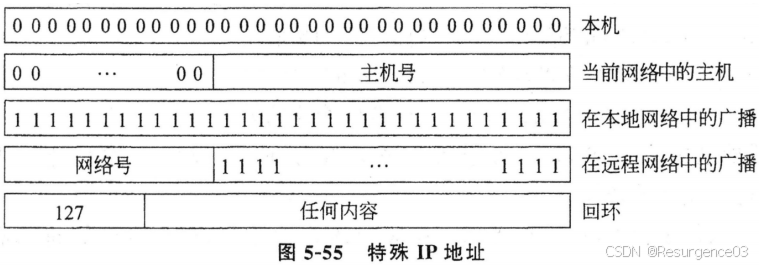 0 0 0 0 0 0 0 0 0 0 0 0 0 0 0 0 0 0 0 0 0 0 0 0 0 0 0 0 0 0 0 0 本机
0 0 … 0 0 主机号 当前网络中的主机
1 1 1 1 1 1 1 1 1 1 1 1 1 1 1 1 1 1 1 1 1 1 1 1 1 1 1 1 1 1 1 1 在本地网络中的广播
网络号 1 1 1 1 … 1 1 1 1 在远程网络中的广播
127 任何内容 回环
图 5-55 特殊 IP 地址
CSDN @Resurgence03